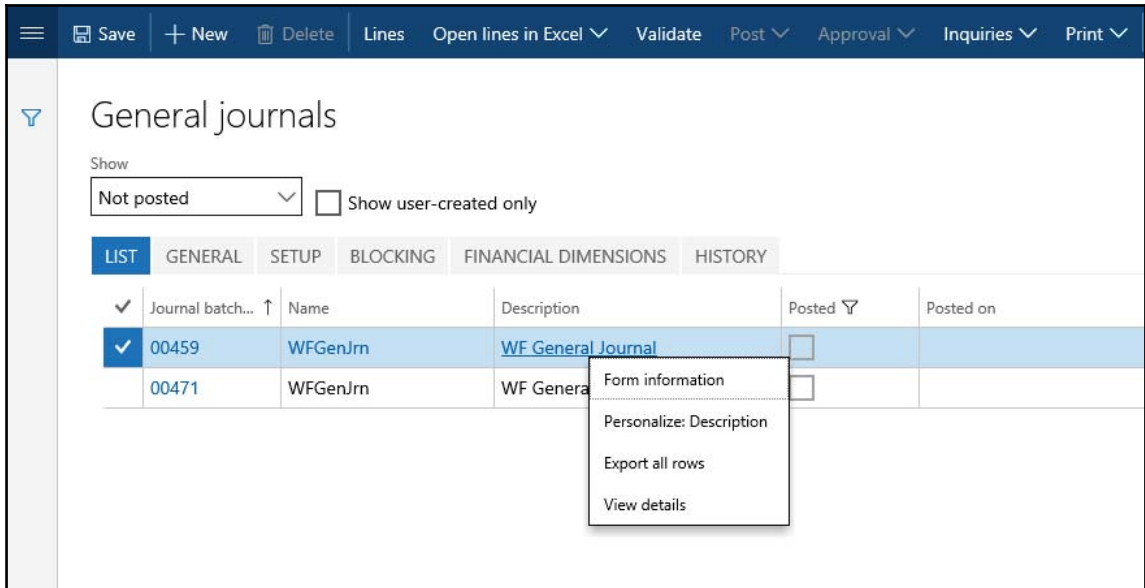 Save New Delete Lines Open lines in Excel Validate Post Approval Inquiries Print
General journals
Show
Not posted
Show user-created only
LIST GENERAL SETUP BLOCKING FINANCIAL DIMENSIONS HISTORY
Journal batch... ↑ Name Description Posted Posted on
00459 WFGenJrn WF General Journal
00471 WFGenJrn WF Genera
Form information
Personalize: Description
Export all rows
View details